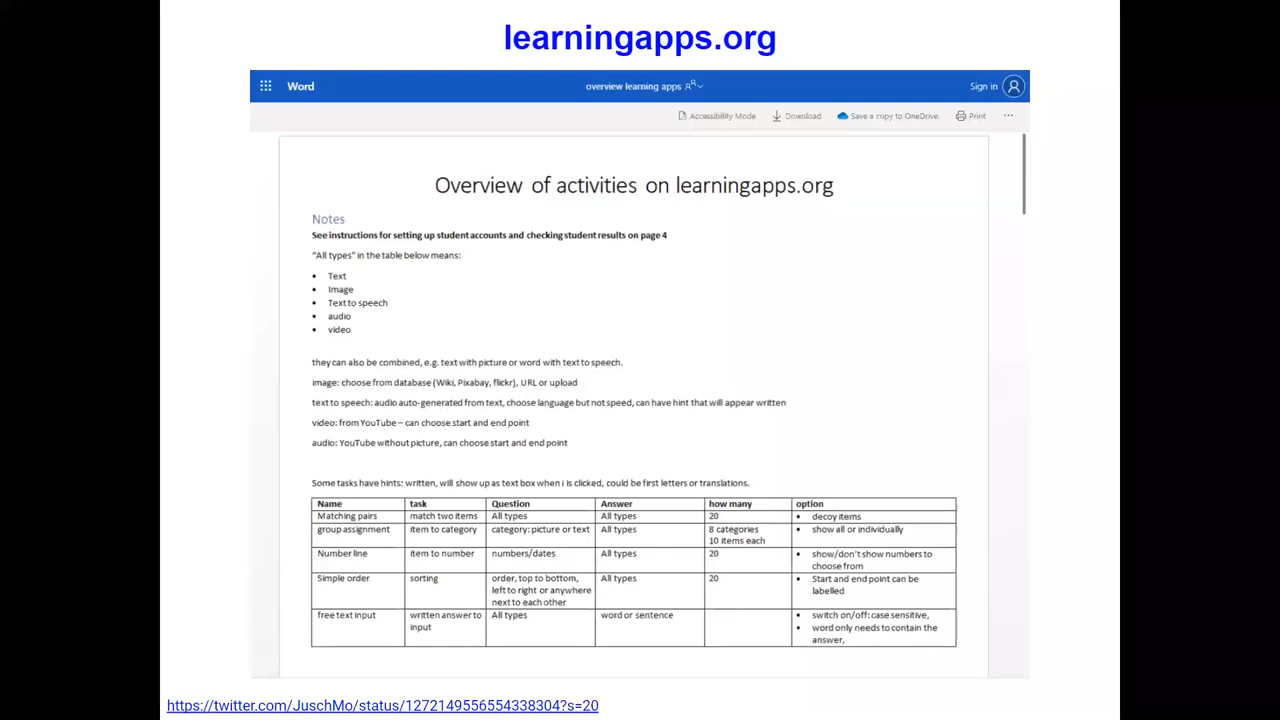 learningapps.org
Word
overview learning apps
Sign in
Accessibility Mode
Download
Save a copy to OneDrive.
Print
...
Overview of activities on learningapps.org
Notes
See instructions for setting up student accounts and checking student results on page 4
“All types” in the table below means:
• Text
• Image
• Text to speech
• audio
• video
they can also be combined, e.g. text with picture or word with text to speech.
image: choose from database (Wiki, Pixabay, flickr), URL or upload
text to speech: audio auto-generated from text, choose language but not speed, can have hint that will appear written
video: from YouTube – can choose start and end point
audio: YouTube without picture, can choose start and end point
Some tasks have hints: written, will show up as text box when i is clicked, could be first letters or translations.
Name task Question Answer how many option
Matching pairs match two items All types All types 20 • decoy items
group assignment item to category category: picture or text All types 8 categories • show all or individually
10 items each
Number line item to number numbers/dates All types 20 • show/don't show numbers to
choose from
Simple order sorting order, top to bottom, All types 20 • Start and end point can be
left to right or anywhere labelled
next to each other
free text input written answer to All types word or sentence • switch on/off: case sensitive,
input • word only needs to contain the
answer,
https://twitter.com/JuschMo/status/1272149556554338304?s=20